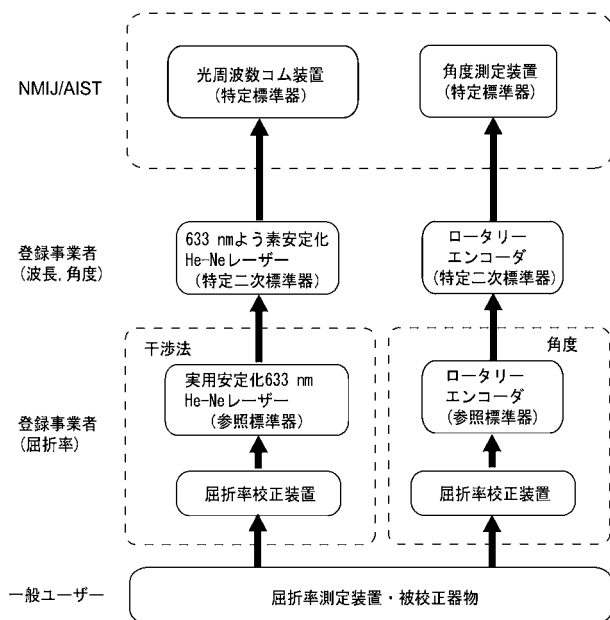 NMIJ/AIST
光周波数コム装置
(特定標準器)
角度測定装置
(特定標準器)
登録事業者
(波長, 角度)
633 nmよう素安定化
He-Neレーザー
(特定二次標準器)
ロータリー
エンコーダ
(特定二次標準器)
干渉法
角度
登録事業者
(屈折率)
実用安定化633 nm
He-Neレーザー
(参照標準器)
ロータリー
エンコーダ
(参照標準器)
屈折率校正装置
屈折率校正装置
一般ユーザー
屈折率測定装置・被校正器物